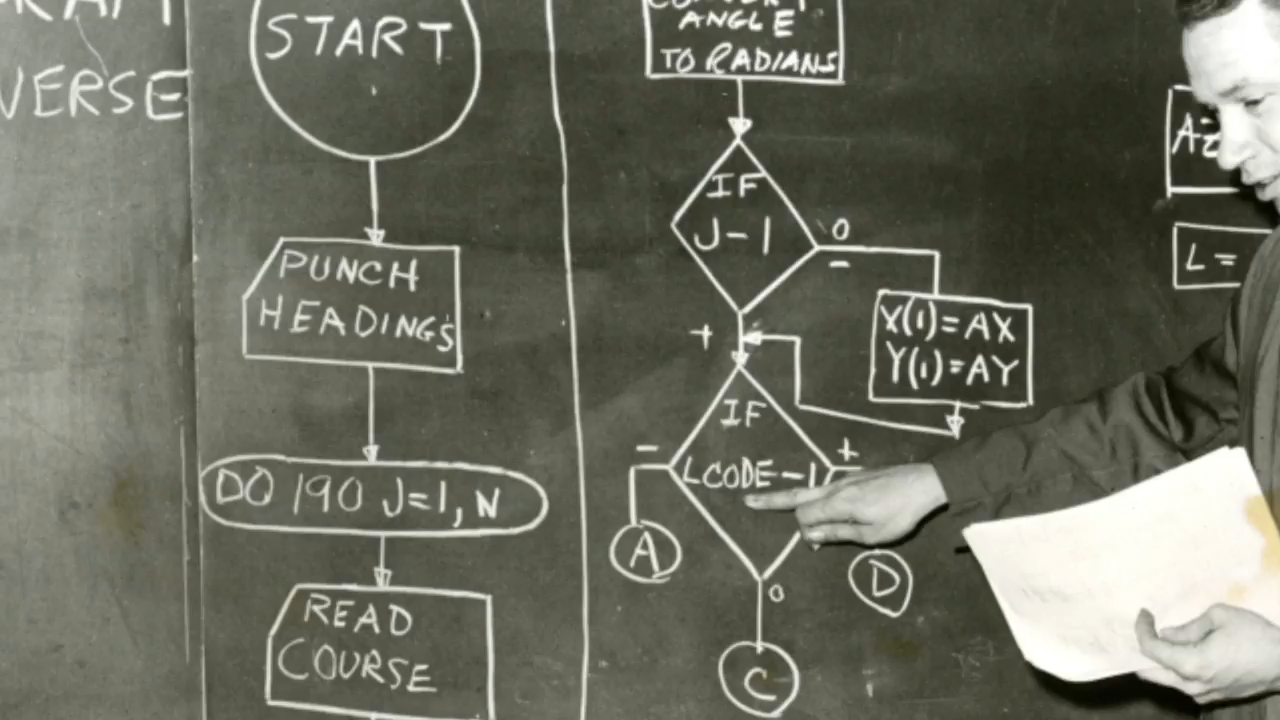 VERSE
START
PUNCH
HEADINGS
DO 190 J=1, N
READ
COURSE
ANGLE
TO RADIANS
IF
J-1
0
-
+
X(1)=AX
Y(1)=AY
IF
LCODE-1
-
+
A
D
0
C
L =